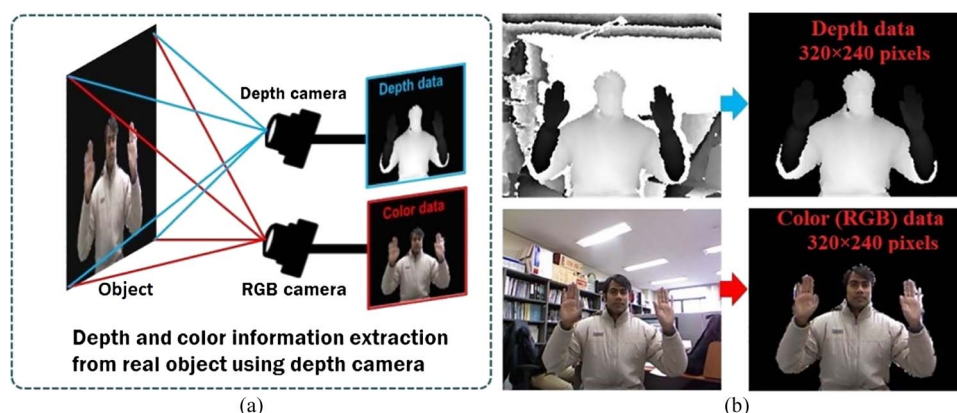 Depth camera
Depth data
Color data
Object
RGB camera
Depth and color information extraction
from real object using depth camera
(a)
Depth data
320×240 pixels
Color (RGB) data
320×240 pixels
(b)